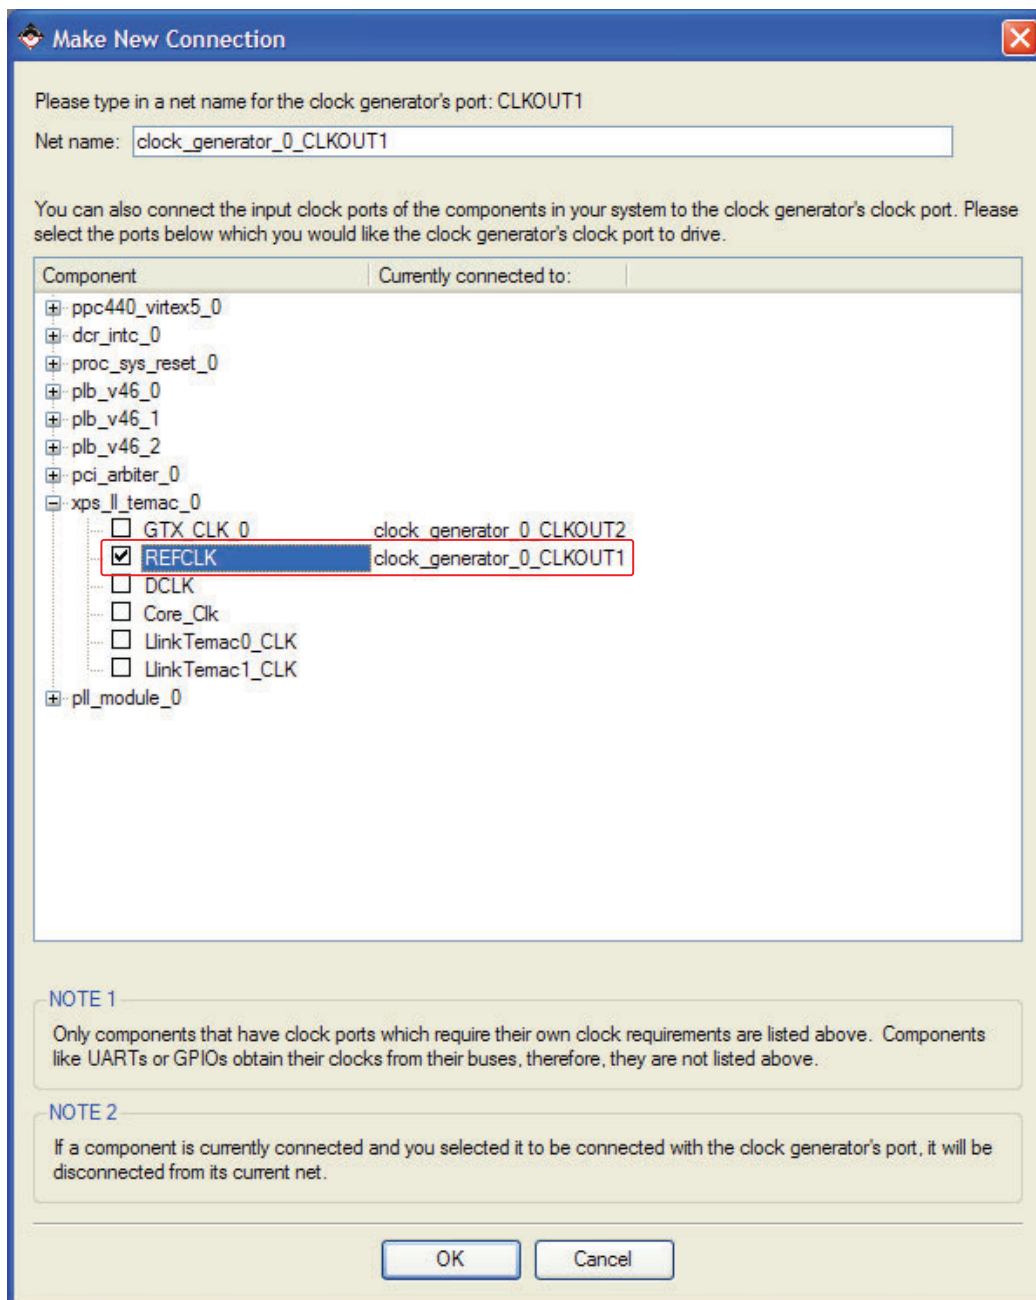 Make New Connection
Please type in a net name for the clock generator's port: CLKOUT1
Net name: clock_generator_0_CLKOUT1
You can also connect the input clock ports of the components in your system to the clock generator's clock port. Please
select the ports below which you would like the clock generator's clock port to drive.
Component Currently connected to:
ppc440_virtex5_0
dcr_intc_0
proc_sys_reset_0
plb_v46_0
plb_v46_1
plb_v46_2
pci_arbiter_0
xps_ll_temac_0
GTX_CLK_0 clock_generator_0_CLKOUT2
REFCLK clock_generator_0_CLKOUT1
DCLK
Core_Clk
LlinkTemac0_CLK
LlinkTemac1_CLK
pll_module_0
NOTE 1
Only components that have clock ports which require their own clock requirements are listed above. Components
like UARTs or GPIOs obtain their clocks from their buses, therefore, they are not listed above.
NOTE 2
If a component is currently connected and you selected it to be connected with the clock generator's port, it will be
disconnected from its current net.
OK Cancel